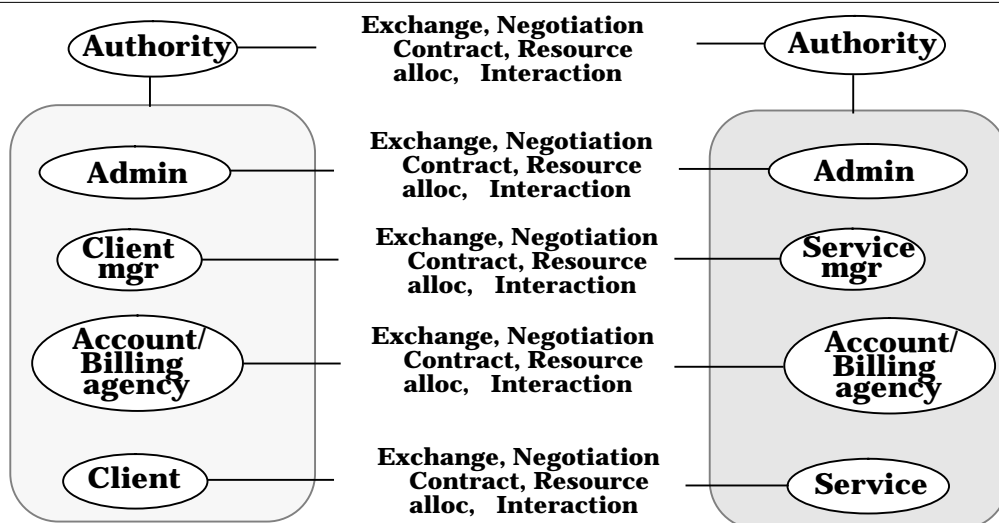 Authority
Exchange, Negotiation
Contract, Resource
alloc, Interaction
Authority
Admin
Exchange, Negotiation
Contract, Resource
alloc, Interaction
Admin
Client
mgr
Exchange, Negotiation
Contract, Resource
alloc, Interaction
Service
mgr
Account/
Billing
agency
Exchange, Negotiation
Contract, Resource
alloc, Interaction
Account/
Billing
agency
Client
Exchange, Negotiation
Contract, Resource
alloc, Interaction
Service